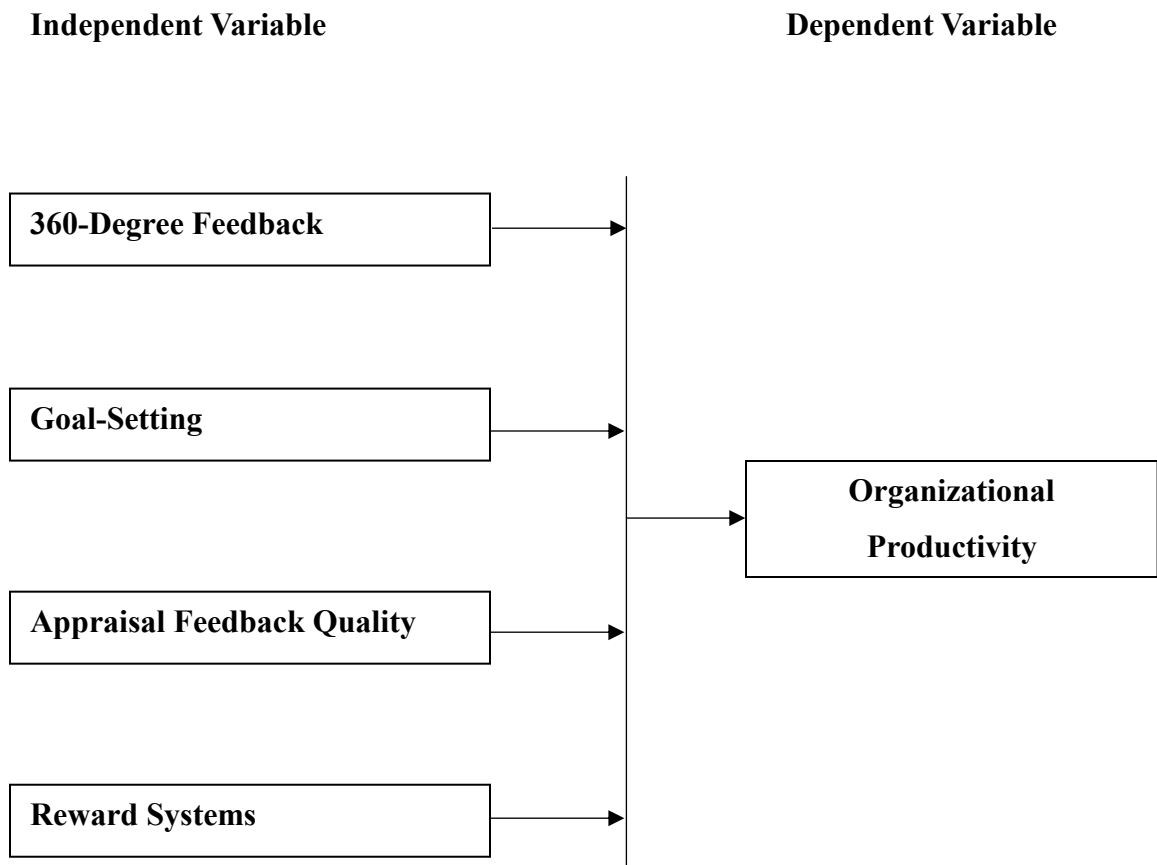 Independent Variable
Dependent Variable
360-Degree Feedback
Goal-Setting
Organizational
Productivity
Appraisal Feedback Quality
Reward Systems